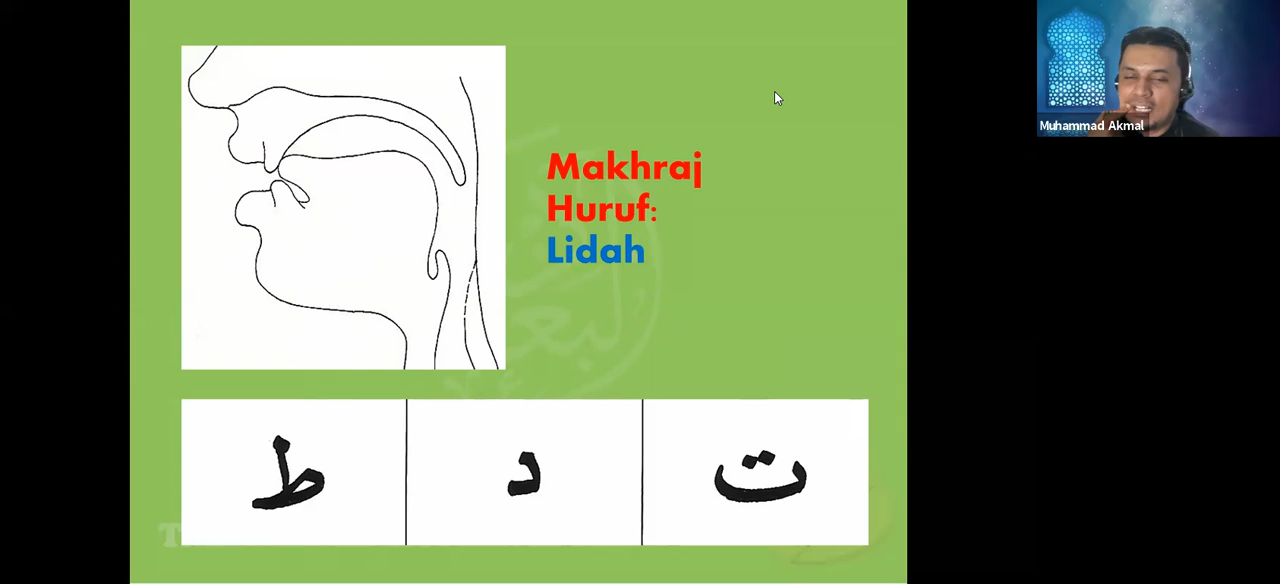 Makhraj
Huruf:
Lidah
ط د ت
Muhammad Akmal